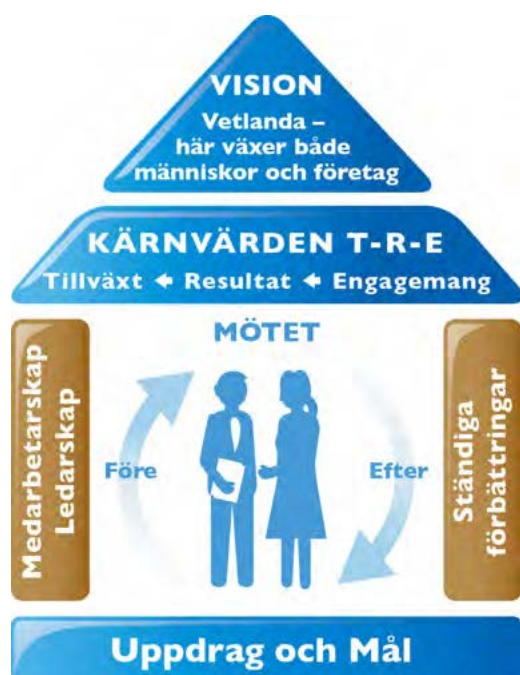 VISION
Vetlanda –
här växer både
människor och företag
KÄRNVÄRDEN T-R-E
Tillväxt ← Resultat ← Engagemang
MÖTET
Medarbetarskap
Ledarskap
Före
Efter
Ständiga
förbättringar
Uppdrag och Mål